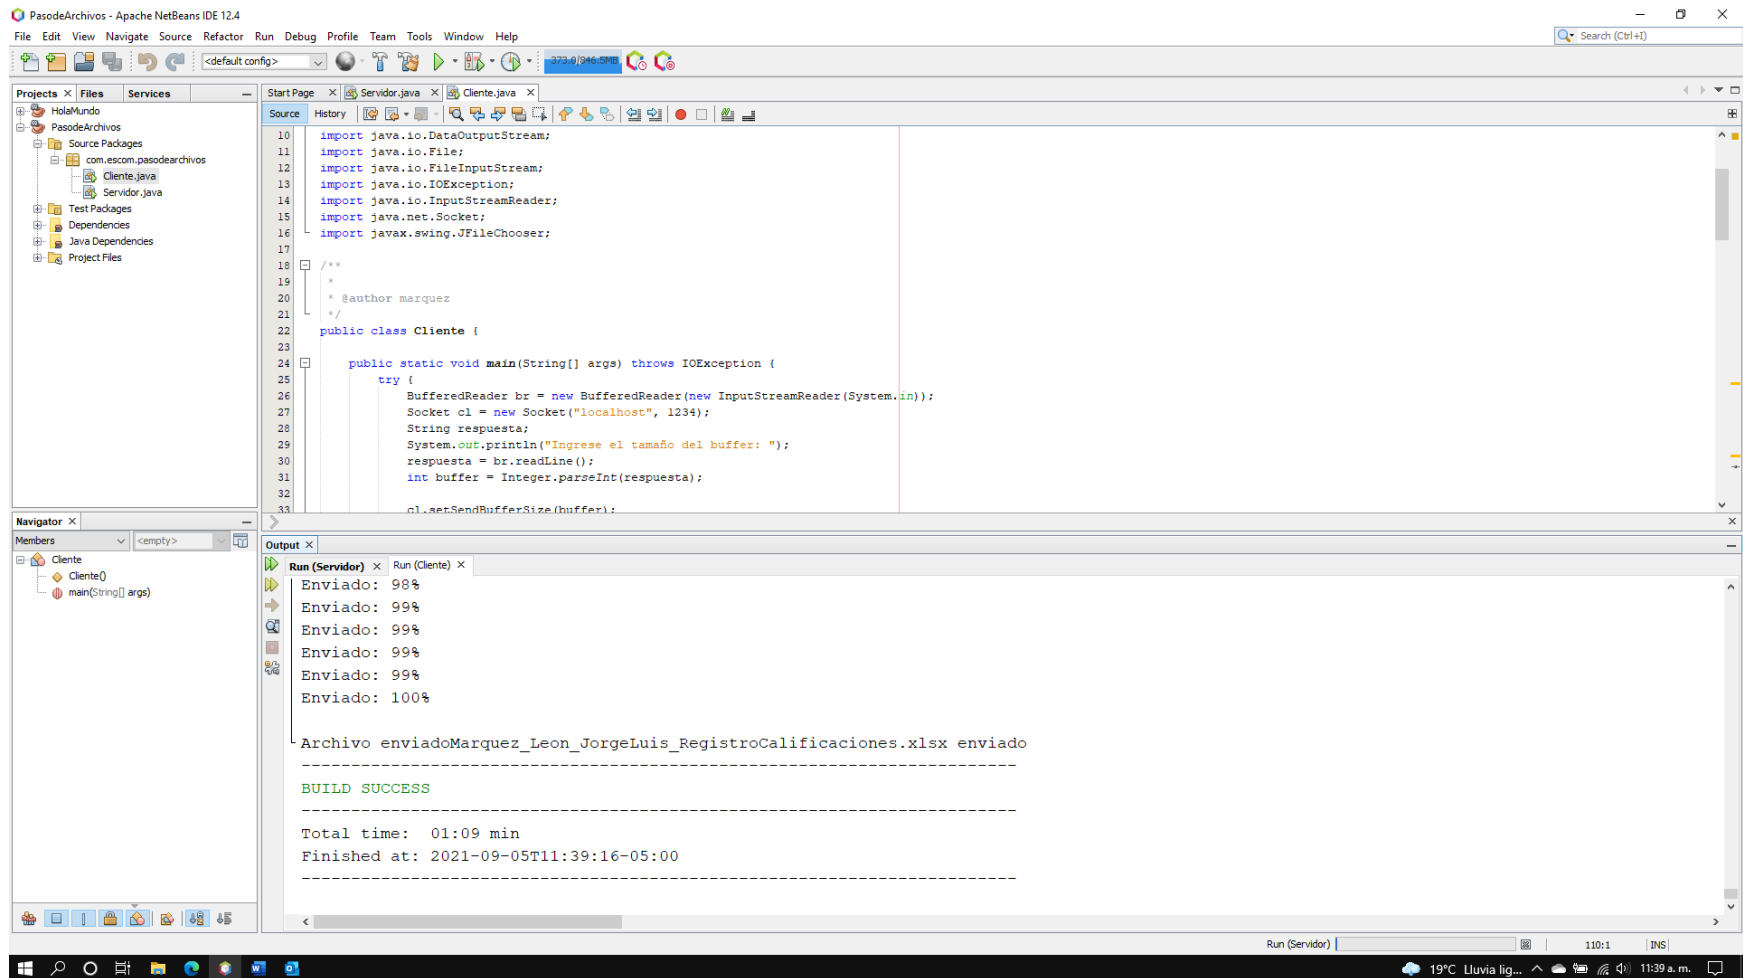 PasodeArchivos - Apache NetBeans IDE 12.4
File Edit View Navigate Source Refactor Run Debug Profile Team Tools Window Help
Search (Ctrl+I)
<default config>
373.0/846.5MB
Projects Files Services
HolaMundo
PasodeArchivos
Source Packages
com.escom.pasodearchivos
Cliente.java
Servidor.java
Test Packages
Dependencies
Java Dependencies
Project Files
Start Page Servidor.java Cliente.java
Source History
10 import java.io.DataOutputStream;
11 import java.io.File;
12 import java.io.FileInputStream;
13 import java.io.IOException;
14 import java.io.InputStreamReader;
15 import java.net.Socket;
16 import javax.swing.JFileChooser;
17
18 /**
19 *
20 * @author marquez
21 */
22 public class Cliente {
23
24 public static void main(String[] args) throws IOException {
25 try {
26 BufferedReader br = new BufferedReader(new InputStreamReader(System.in));
27 Socket cl = new Socket("localhost", 1234);
28 String respuesta;
29 System.out.println("Ingrese el tamaño del buffer: ");
30 respuesta = br.readLine();
31 int buffer = Integer.parseInt(respuesta);
32
33 cl.setSendBufferSize(buffer);
Navigator
Members <empty>
Cliente
Cliente()
main(String[] args)
Output
Run (Servidor) Run (Cliente)
Enviado: 98%
Enviado: 99%
Enviado: 99%
Enviado: 99%
Enviado: 99%
Enviado: 100%
Archivo enviadoMarquez_Leon_JorgeLuis_RegistroCalificaciones.xlsx enviado
------------------------------------------------------------------------
BUILD SUCCESS
------------------------------------------------------------------------
Total time: 01:09 min
Finished at: 2021-09-05T11:39:16-05:00
------------------------------------------------------------------------
Run (Servidor) 110:1 INS
19°C Lluvia lig... 11:39 a. m.